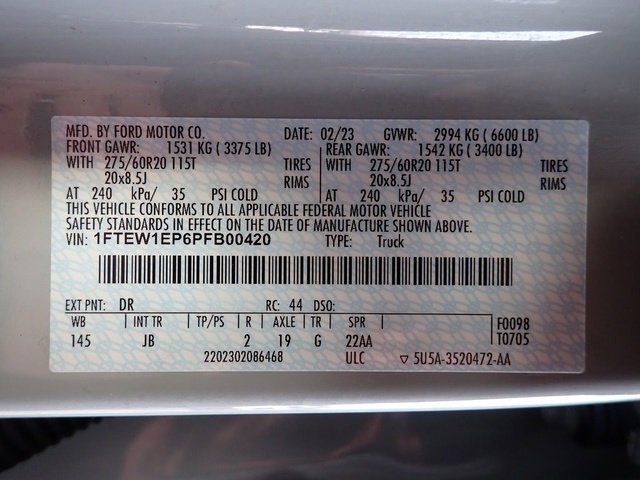 MFD. BY FORD MOTOR CO. DATE: 02/23 GVWR: 2994 KG ( 6600 LB)
FRONT GAWR: 1531 KG ( 3375 LB) REAR GAWR: 1542 KG ( 3400 LB)
WITH 275/60R20 115T TIRES 275/60R20 115T TIRES
20x8.5J RIMS 20x8.5J RIMS
AT 240 kPa/ 35 PSI COLD AT 240 kPa/ 35 PSI COLD
THIS VEHICLE CONFORMS TO ALL APPLICABLE FEDERAL MOTOR VEHICLE
SAFETY STANDARDS IN EFFECT ON THE DATE OF MANUFACTURE SHOWN ABOVE.
VIN: 1FTEW1EP6PFB00420 TYPE: Truck
EXT PNT: DR RC: 44 DSO:
WB INT TR TP/PS R AXLE TR SPR F0098
145 JB 2 19 G 22AA T0705
2202302086468 ULC ▽ 5U5A-3520472-AA